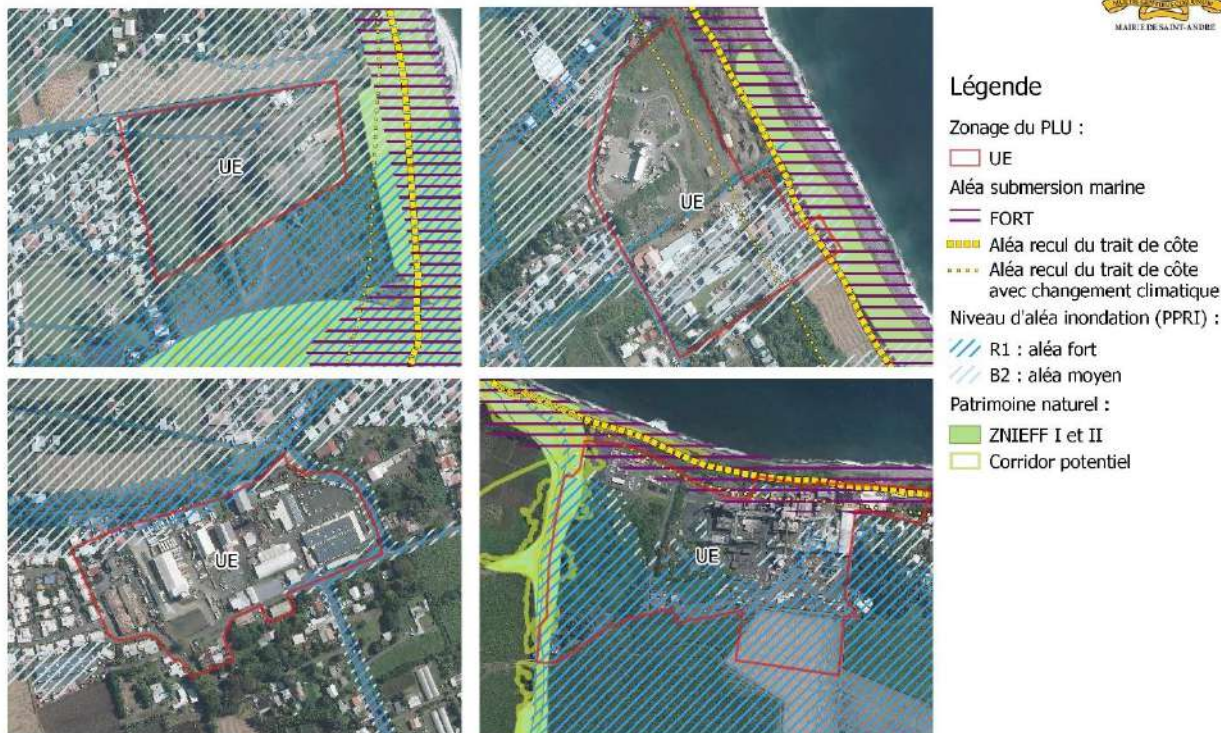 MAIRIE DE SAINT-ANDRÉ
UE
UE
UE
UE
Légende
Zonage du PLU :
UE
Aléa submersion marine
FORT
Aléa recul du trait de côte
Aléa recul du trait de côte
avec changement climatique
Niveau d'aléa inondation (PPRI) :
R1 : aléa fort
B2 : aléa moyen
Patrimoine naturel :
ZNIEFF I et II
Corridor potentiel